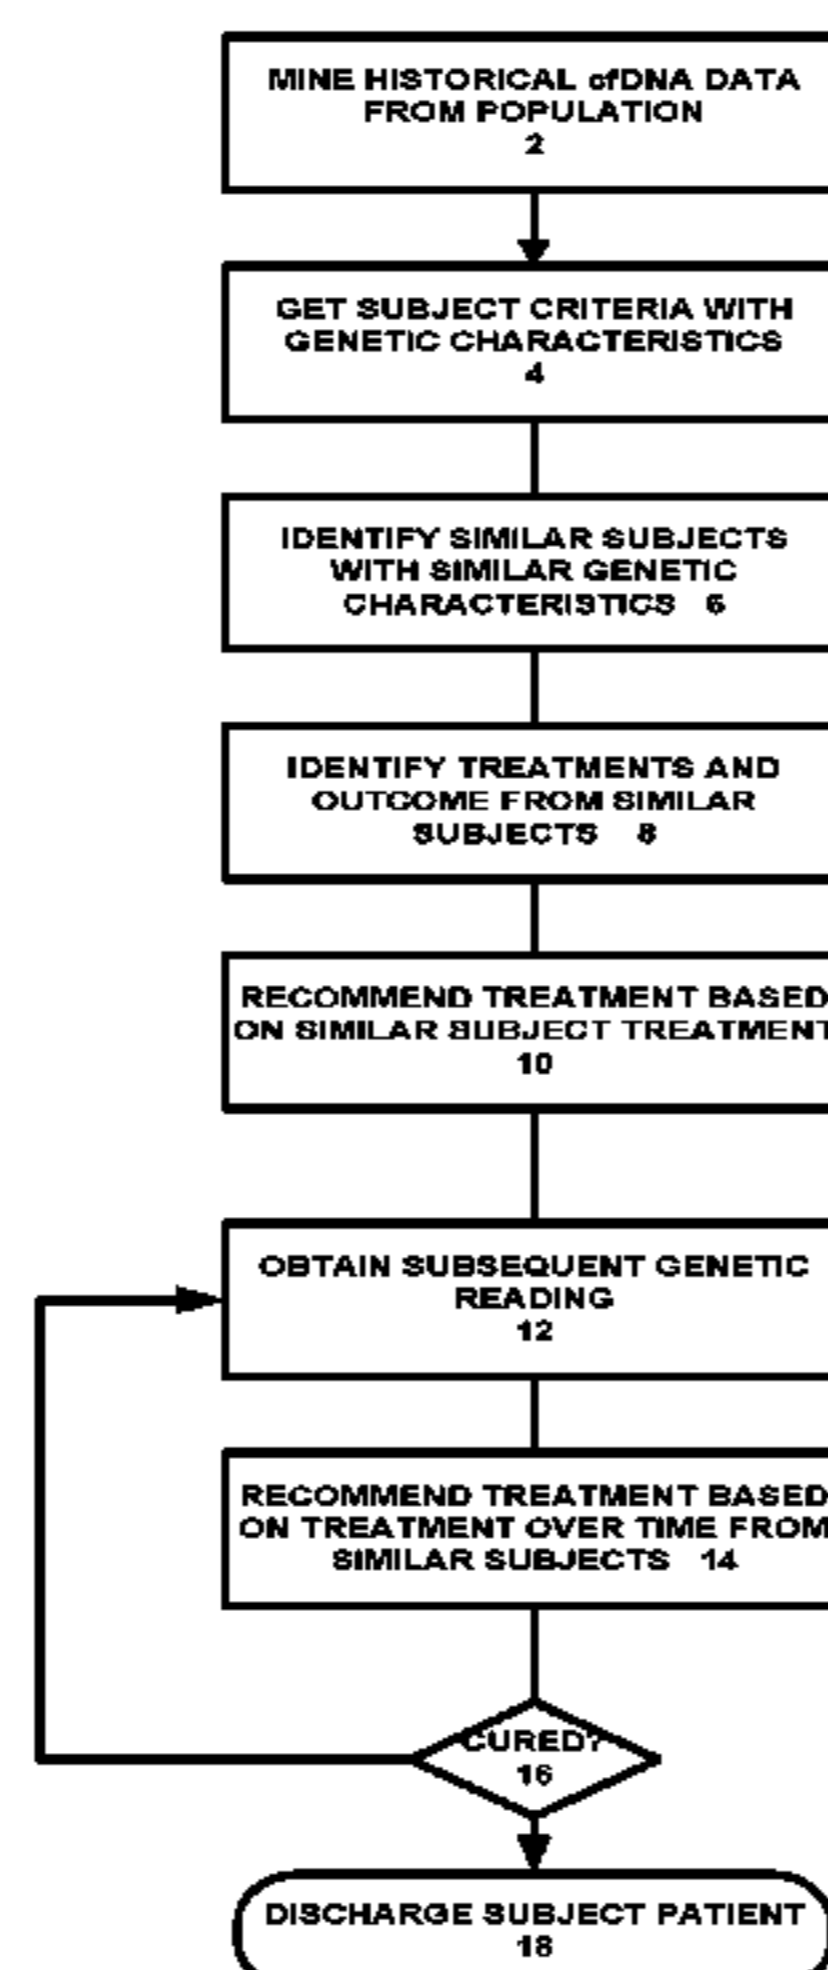 MINE HISTORICAL cfDNA DATA
FROM POPULATION
2
GET SUBJECT CRITERIA WITH
GENETIC CHARACTERISTICS
4
IDENTIFY SIMILAR SUBJECTS
WITH SIMILAR GENETIC
CHARACTERISTICS 6
IDENTIFY TREATMENTS AND
OUTCOME FROM SIMILAR
SUBJECTS 8
RECOMMEND TREATMENT BASED
ON SIMILAR SUBJECT TREATMENT
10
OBTAIN SUBSEQUENT GENETIC
READING
12
RECOMMEND TREATMENT BASED
ON TREATMENT OVER TIME FROM
SIMILAR SUBJECTS 14
CURED?
16
DISCHARGE SUBJECT PATIENT
18